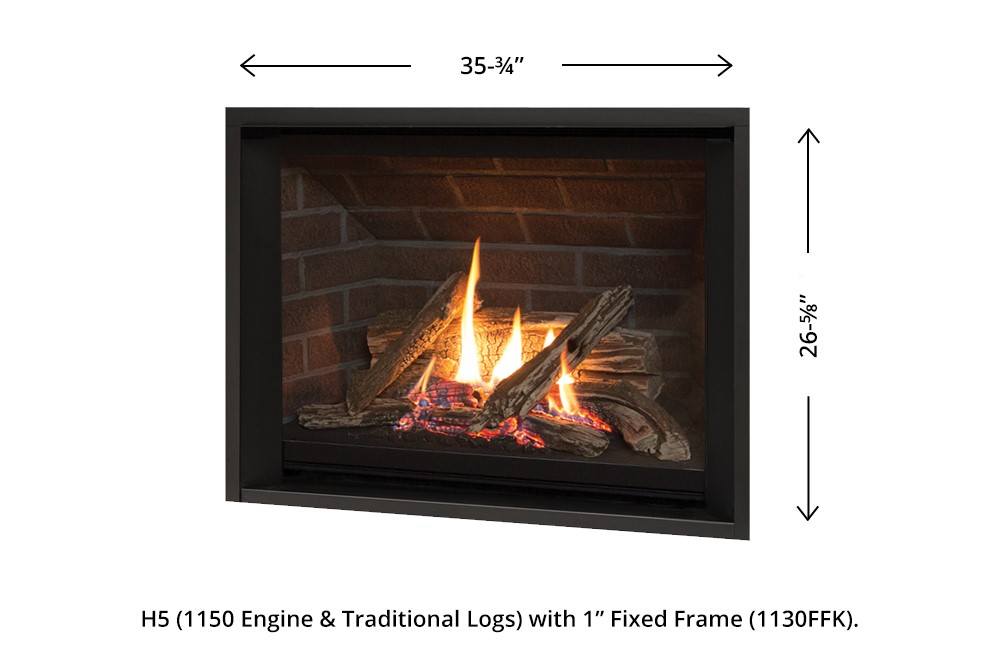 35-¾”
26-⅝”
H5 (1150 Engine & Traditional Logs) with 1” Fixed Frame (1130FFK).